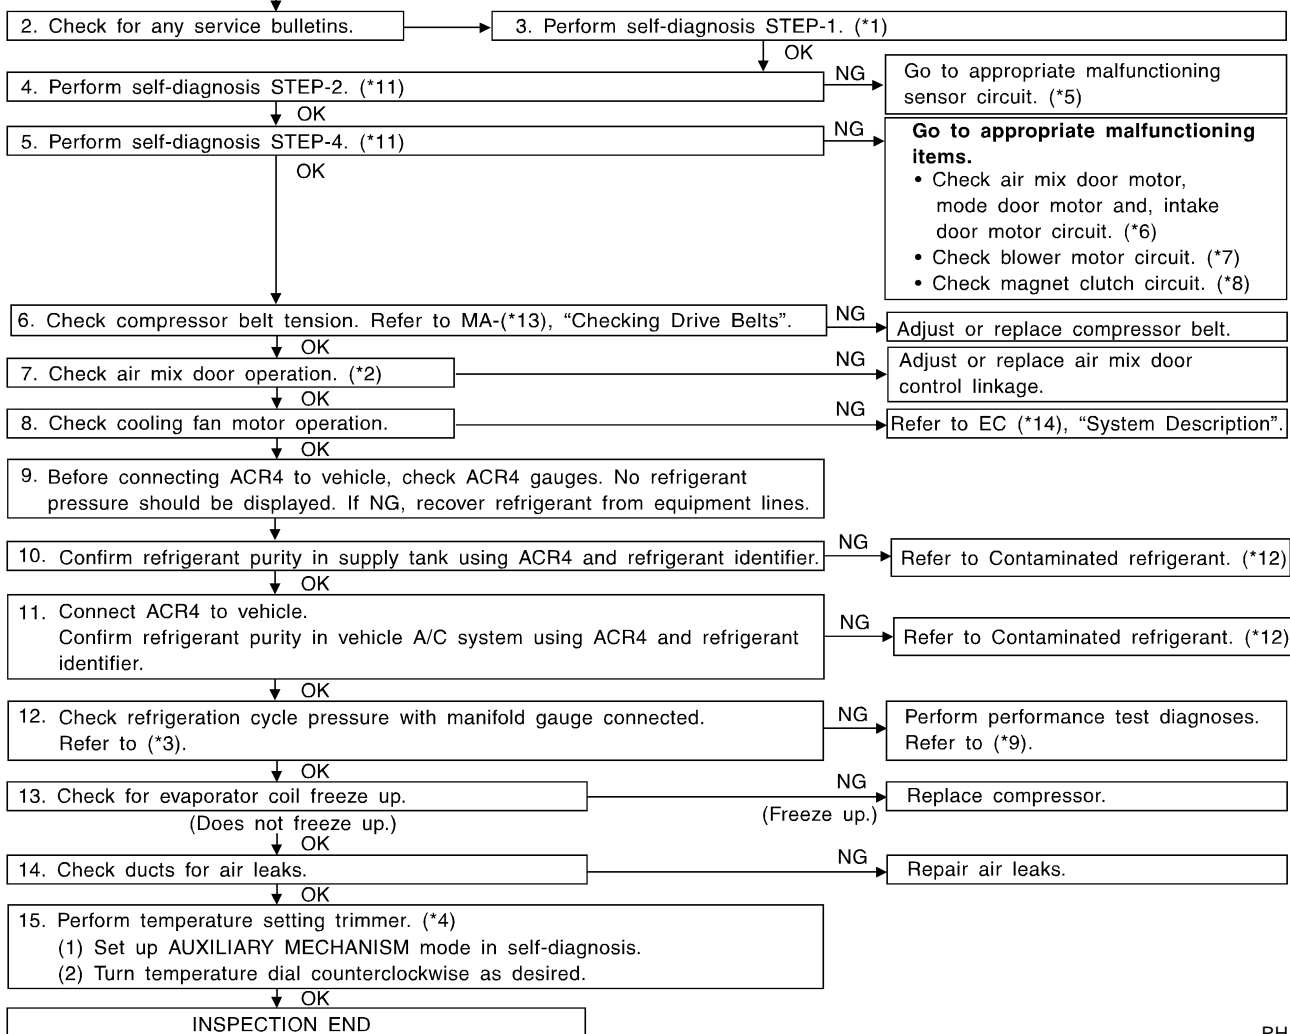 2. Check for any service bulletins.
3. Perform self-diagnosis STEP-1. (*1)
OK
4. Perform self-diagnosis STEP-2. (*11)
NG
Go to appropriate malfunctioning
sensor circuit. (*5)
OK
5. Perform self-diagnosis STEP-4. (*11)
NG
Go to appropriate malfunctioning
items.
• Check air mix door motor,
mode door motor and, intake
door motor circuit. (*6)
• Check blower motor circuit. (*7)
• Check magnet clutch circuit. (*8)
OK
6. Check compressor belt tension. Refer to MA-(*13), “Checking Drive Belts”.
NG
Adjust or replace compressor belt.
OK
7. Check air mix door operation. (*2)
NG
Adjust or replace air mix door
control linkage.
OK
8. Check cooling fan motor operation.
NG
Refer to EC (*14), “System Description”.
OK
9. Before connecting ACR4 to vehicle, check ACR4 gauges. No refrigerant
pressure should be displayed. If NG, recover refrigerant from equipment lines.
10. Confirm refrigerant purity in supply tank using ACR4 and refrigerant identifier.
NG
Refer to Contaminated refrigerant. (*12)
OK
11. Connect ACR4 to vehicle.
Confirm refrigerant purity in vehicle A/C system using ACR4 and refrigerant
identifier.
NG
Refer to Contaminated refrigerant. (*12)
OK
12. Check refrigeration cycle pressure with manifold gauge connected.
Refer to (*3).
NG
Perform performance test diagnoses.
Refer to (*9).
OK
13. Check for evaporator coil freeze up.
NG
(Freeze up.)
Replace compressor.
(Does not freeze up.)
OK
14. Check ducts for air leaks.
NG
Repair air leaks.
OK
15. Perform temperature setting trimmer. (*4)
(1) Set up AUXILIARY MECHANISM mode in self-diagnosis.
(2) Turn temperature dial counterclockwise as desired.
OK
INSPECTION END